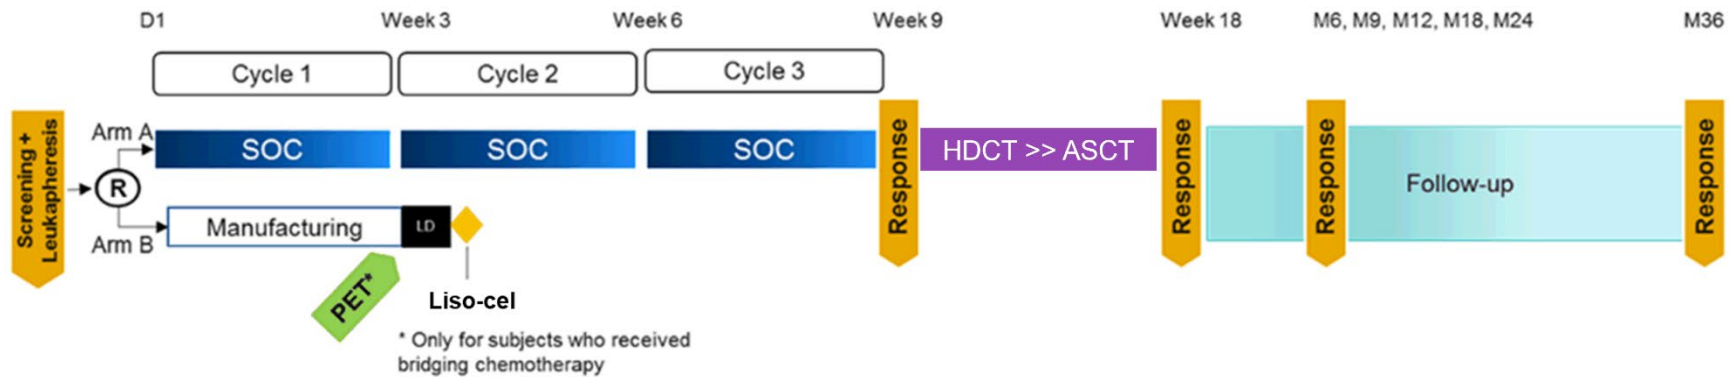 D1
Week 3
Week 6
Week 9
Week 18
M6, M9, M12, M18, M24
M36
Cycle 1
Cycle 2
Cycle 3
Screening +
Leukapheresis
Arm A
R
Arm B
SOC
SOC
SOC
Response
HDCT >> ASCT
Response
Response
Follow-up
Response
Manufacturing
LD
PET*
Liso-cel
* Only for subjects who received
bridging chemotherapy